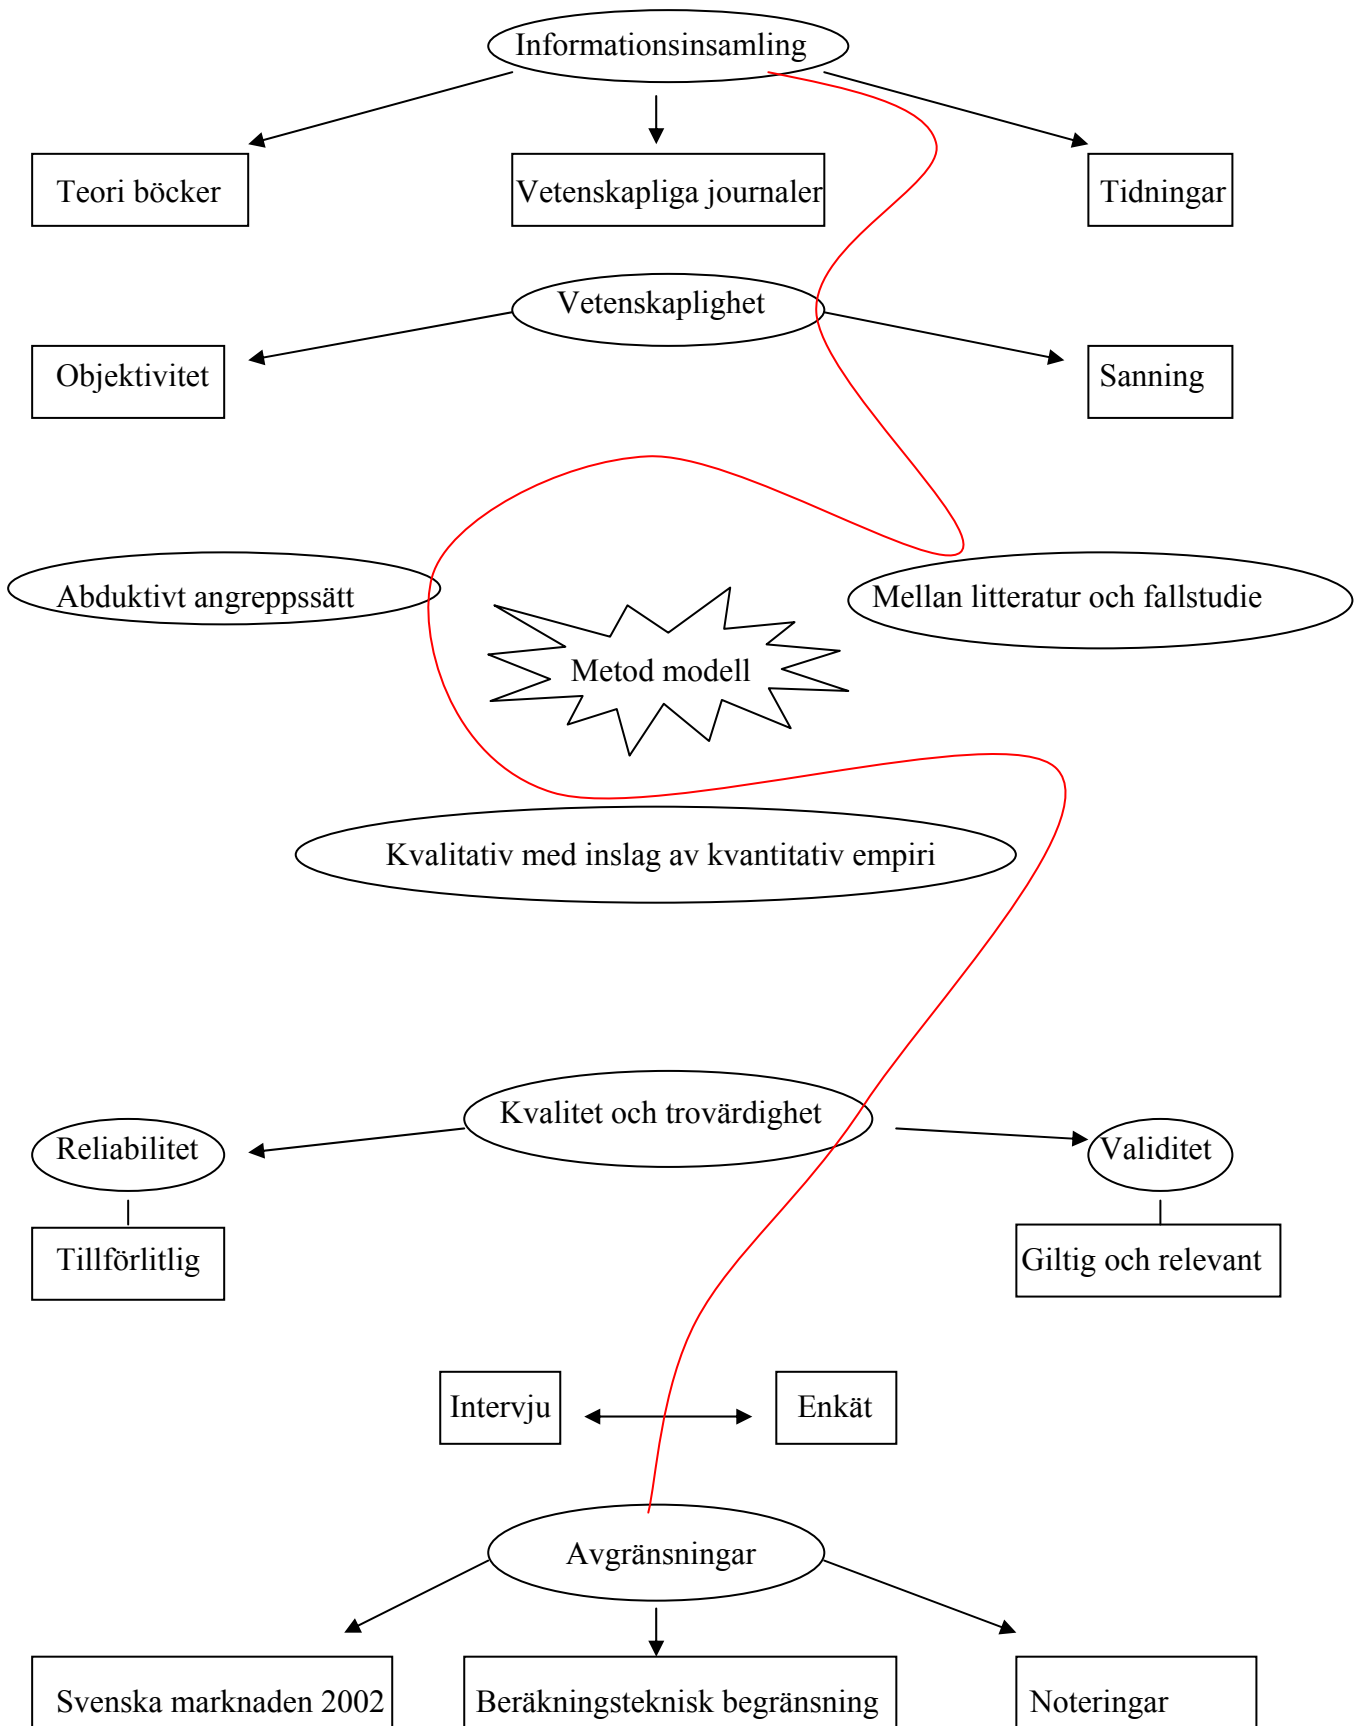 Informationsinsamling
Teori böcker
Vetenskapliga journaler
Tidningar
Vetenskaplighet
Objektivitet
Sanning
Abduktivt angreppssätt
Mellan litteratur och fallstudie
Metod modell
Kvalitativ med inslag av kvantitativ empiri
Kvalitet och trovärdighet
Reliabilitet
Validitet
Tillförlitlig
Giltig och relevant
Intervju
Enkät
Avgränsningar
Svenska marknaden 2002
Beräkningsteknisk begränsning
Noteringar